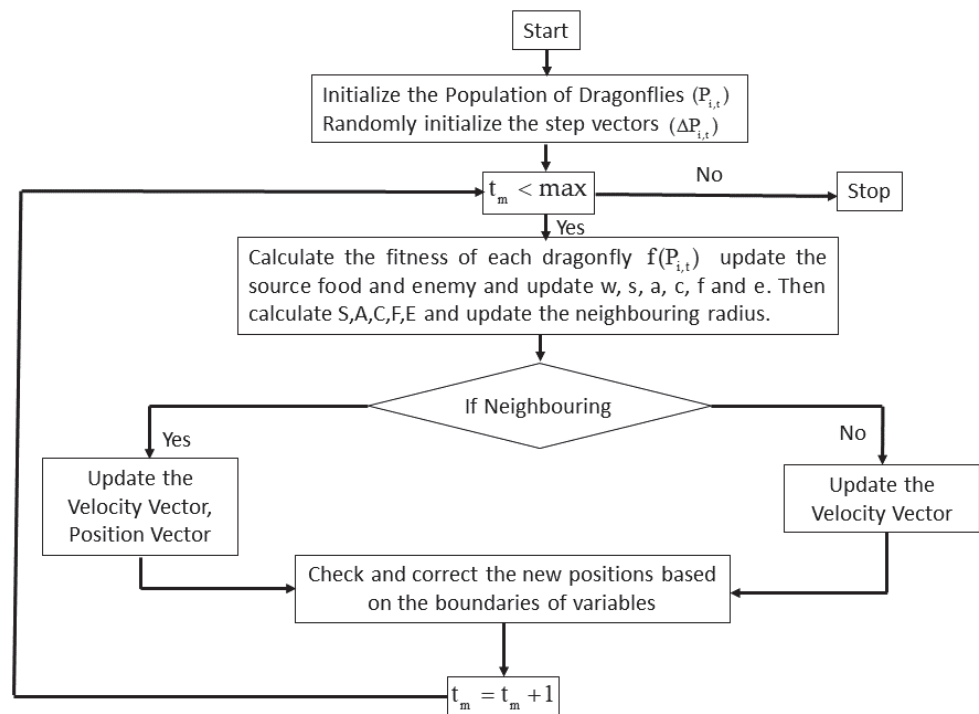 Start
Initialize the Population of Dragonflies (P_{i,t})
Randomly initialize the step vectors (ΔP_{i,t})
t_m < max
No
Stop
Yes
Calculate the fitness of each dragonfly f(P_{i,t}) update the
source food and enemy and update w, s, a, c, f and e. Then
calculate S,A,C,F,E and update the neighbouring radius.
If Neighbouring
Yes
No
Update the
Velocity Vector,
Position Vector
Update the
Velocity Vector
Check and correct the new positions based
on the boundaries of variables
t_m = t_m +1